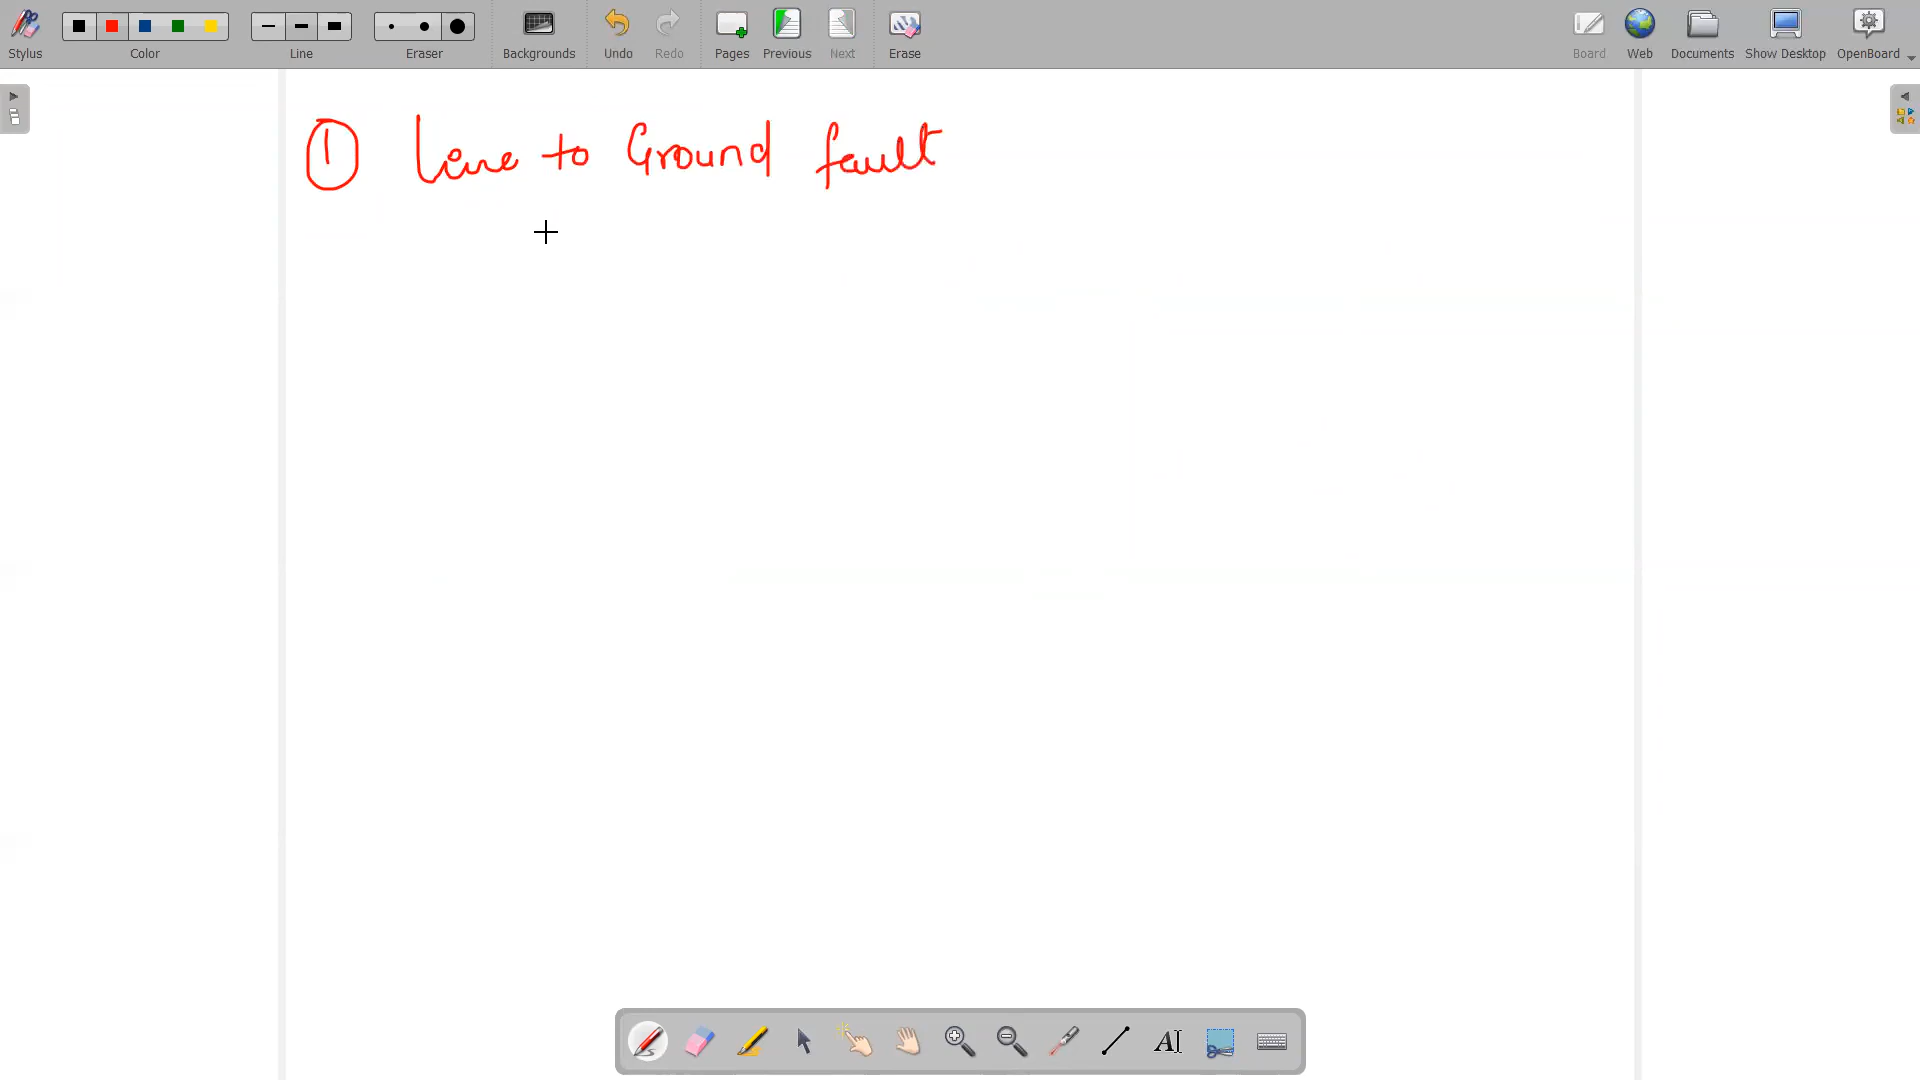 Stylus Color Line Eraser Backgrounds Undo Redo Pages Previous Next Erase Board Web Documents Show Desktop OpenBoard
① Line to Ground fault